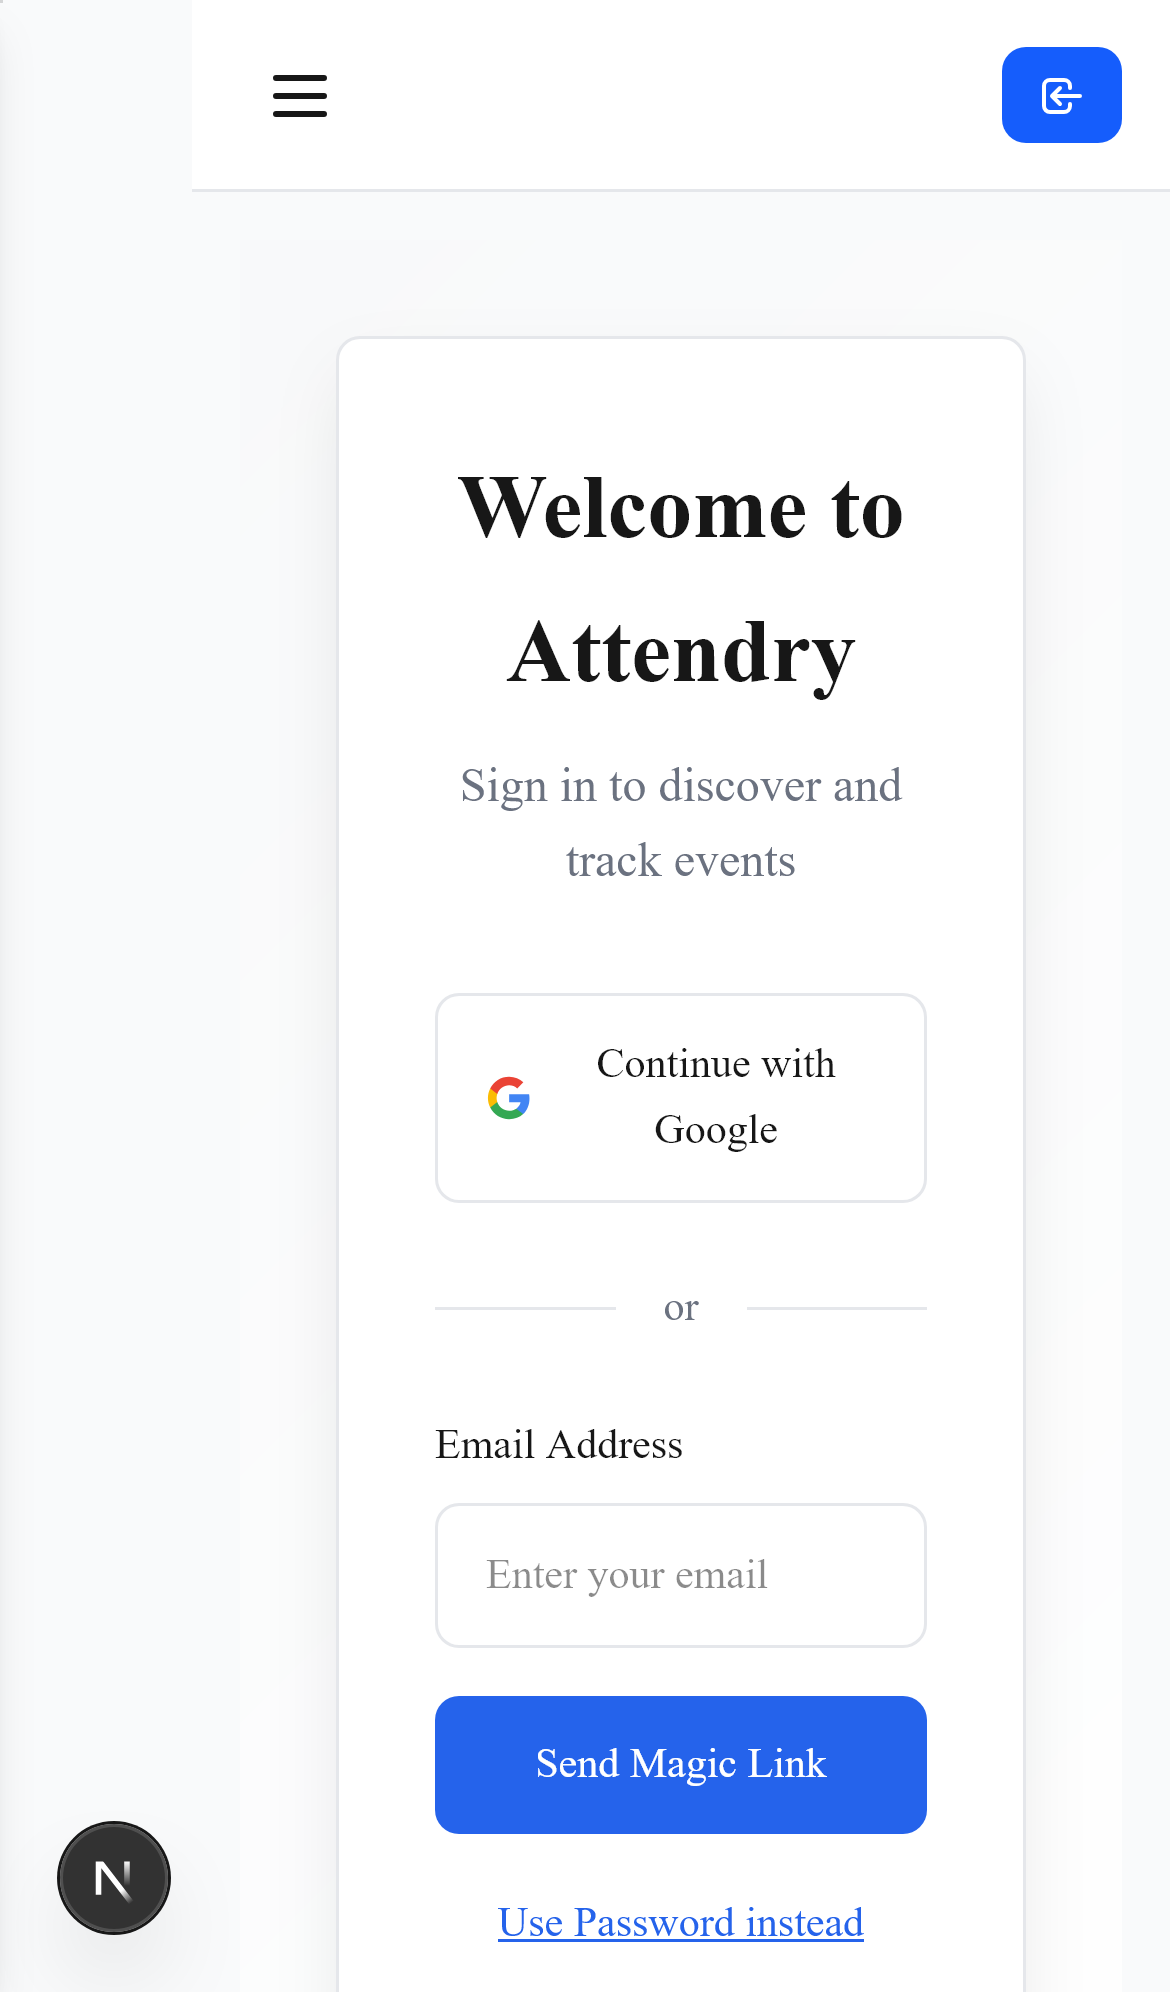 Welcome to
Attendry
Sign in to discover and
track events
Continue with
Google
or
Email Address
Enter your email
Send Magic Link
N
Use Password instead